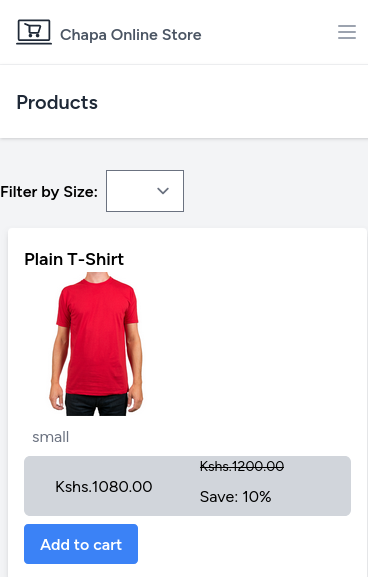 Chapa Online Store
Products
Filter by Size:
Plain T-Shirt
small
Kshs.1080.00
Kshs.1200.00
Save: 10%
Add to cart